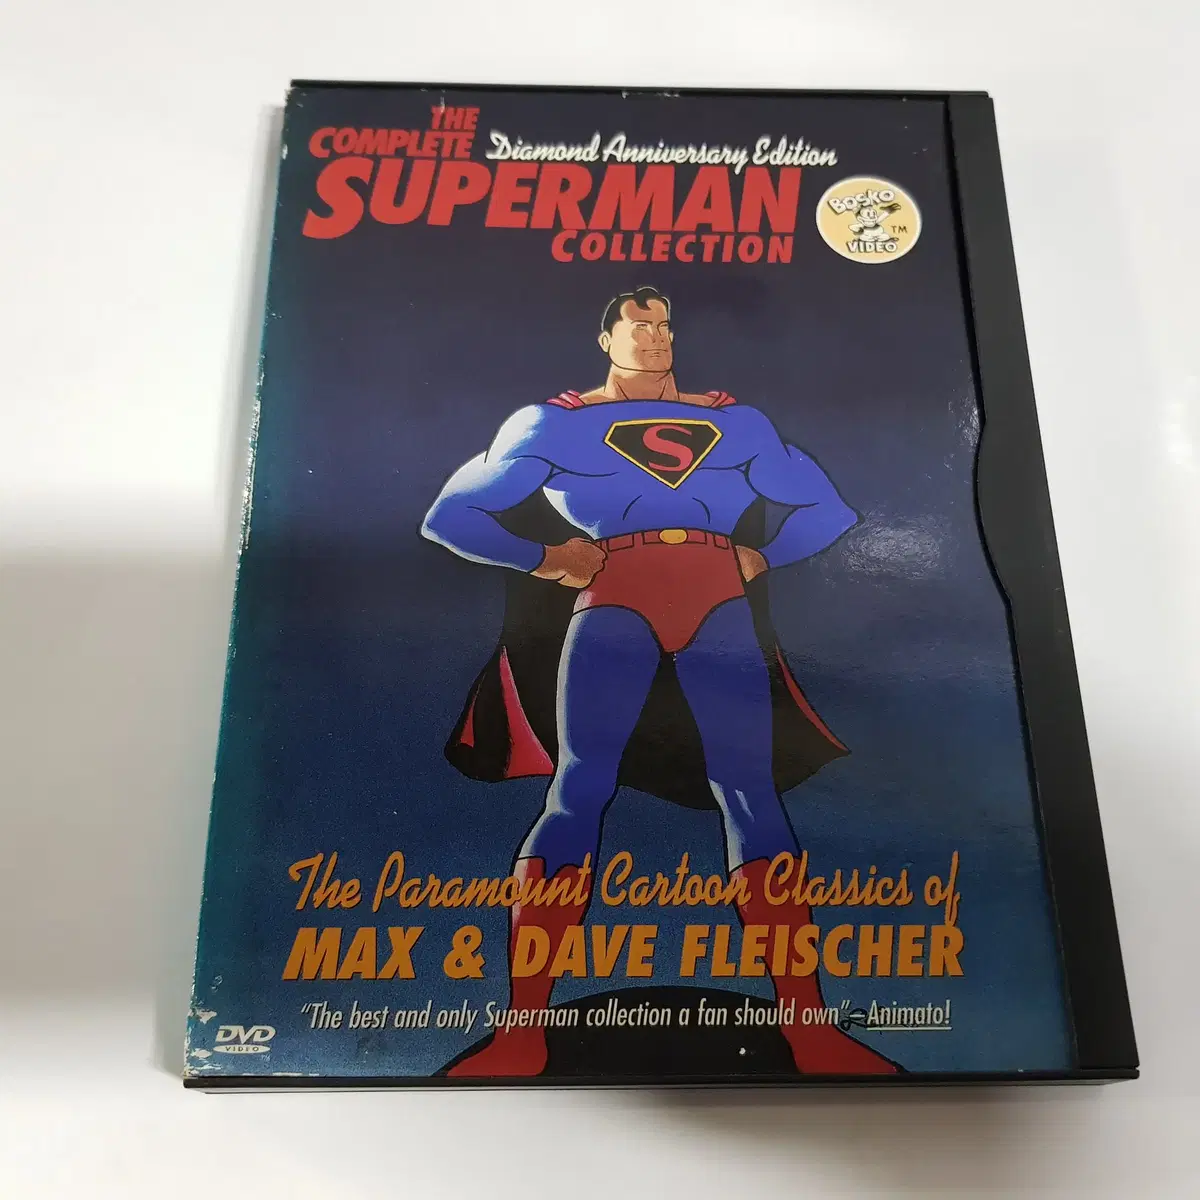 THE
COMPLETE
Diamond Anniversary Edition
SUPERMAN
COLLECTION
BOSKO
TM
VIDEO
S
The Paramount Cartoon Classics of
MAX & DAVE FLEISCHER
"The best and only Superman collection a fan should own"—Animato!
DVD
VIDEO